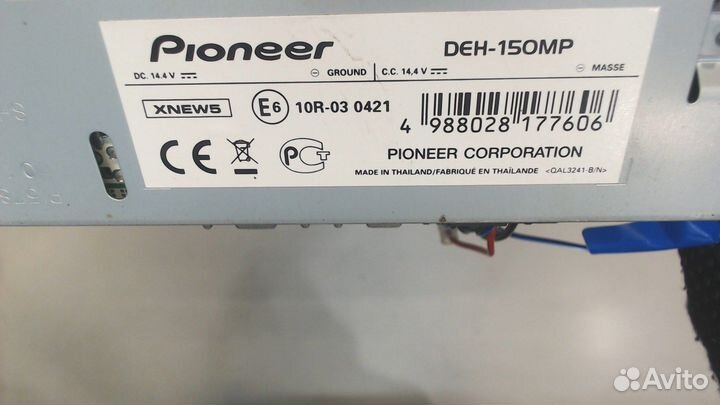 Pioneer
DEH-150MP
DC. 14.4 V GROUND C.C. 14,4 V MASSE
XNEW5
E6 10R-03 0421
4 988028 177606
CE
PIONEER CORPORATION
MADE IN THAILAND/FABRIQUÉ EN THAÏLANDE <QAL3241-B/N>
Avito